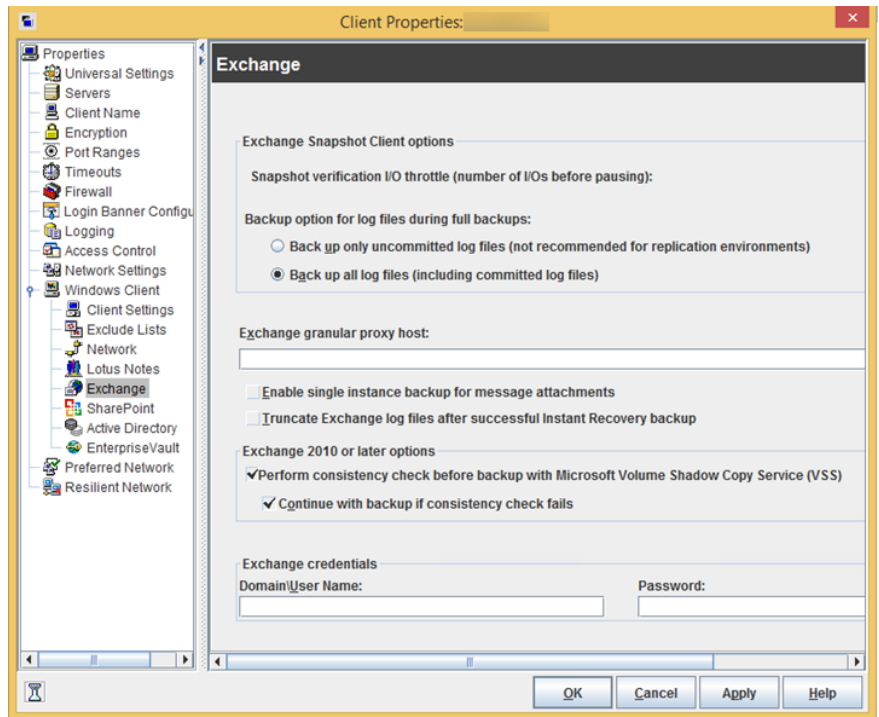 Client Properties:
Properties
Universal Settings
Servers
Client Name
Encryption
Port Ranges
Timeouts
Firewall
Login Banner Configu
Logging
Access Control
Network Settings
Windows Client
Client Settings
Exclude Lists
Network
Lotus Notes
Exchange
SharePoint
Active Directory
EnterpriseVault
Preferred Network
Resilient Network
Exchange
Exchange Snapshot Client options
Snapshot verification I/O throttle (number of I/Os before pausing):
Backup option for log files during full backups:
Back up only uncommitted log files (not recommended for replication environments)
Back up all log files (including committed log files)
Exchange granular proxy host:
Enable single instance backup for message attachments
Truncate Exchange log files after successful Instant Recovery backup
Exchange 2010 or later options
Perform consistency check before backup with Microsoft Volume Shadow Copy Service (VSS)
Continue with backup if consistency check fails
Exchange credentials
Domain\User Name: Password:
OK Cancel Apply Help